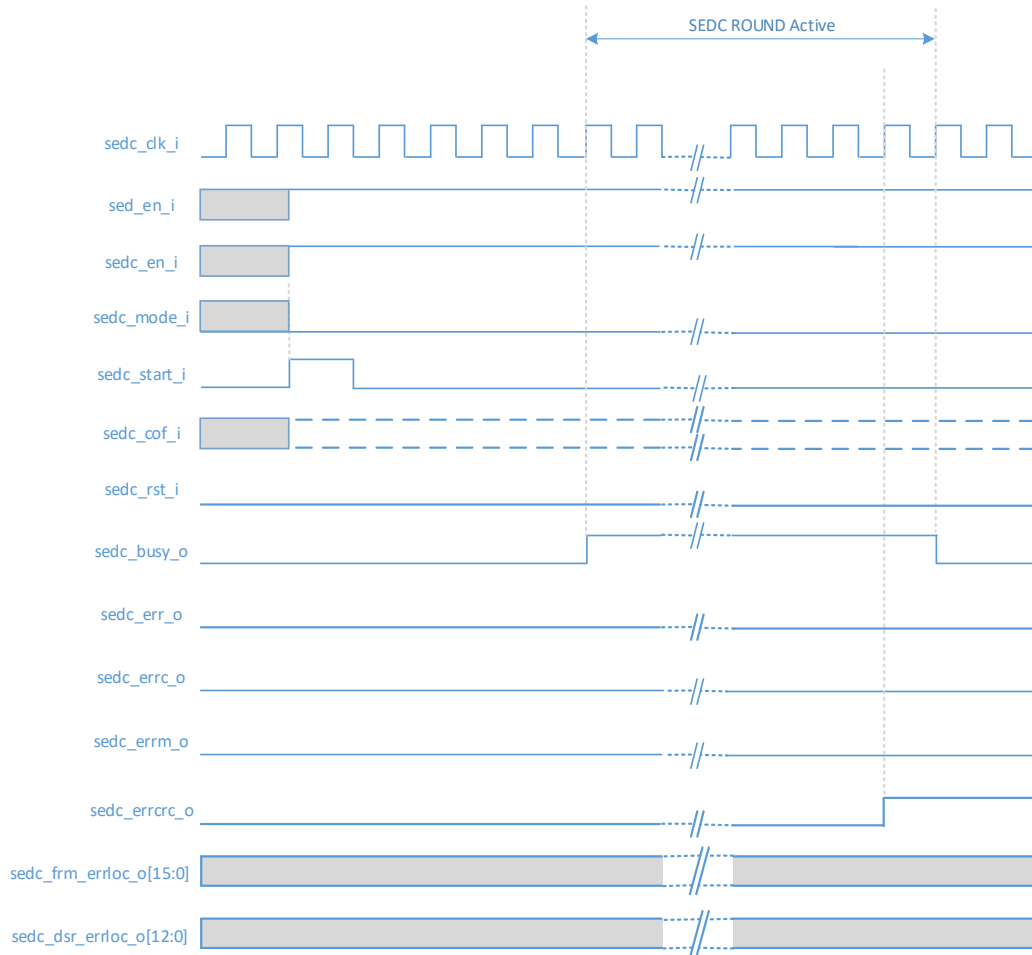 SEDC ROUND Active
sedc_clk_i
sed_en_i
sedc_en_i
sedc_mode_i
sedc_start_i
sedc_cof_i
sedc_rst_i
sedc_busy_o
sedc_err_o
sedc_errc_o
sedc_errm_o
sedc_errcrc_o
sedc_frm_errloc_o[15:0]
sedc_dsr_errloc_o[12:0]